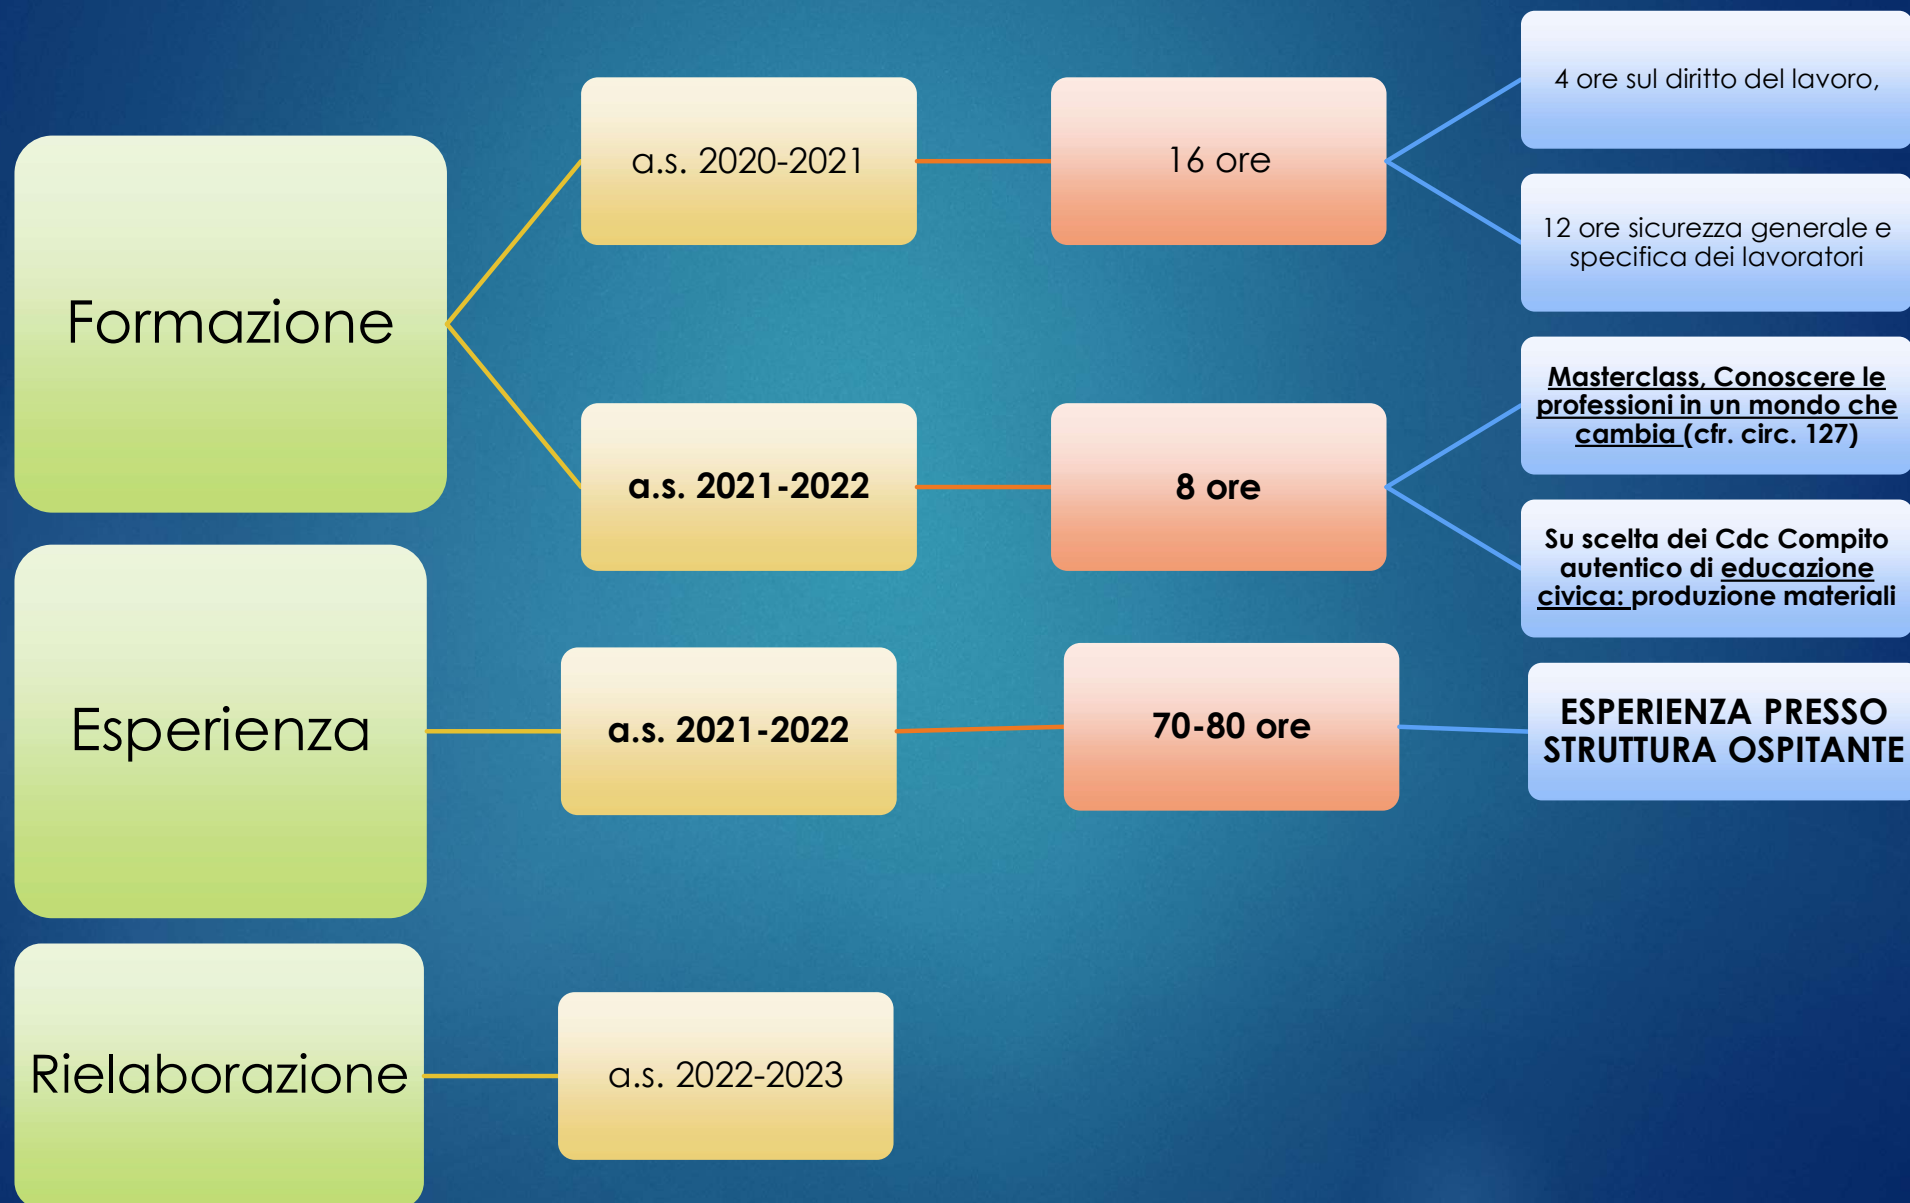 Formazione
a.s. 2020-2021
16 ore
4 ore sul diritto del lavoro,
12 ore sicurezza generale e
specifica dei lavoratori
a.s. 2021-2022
8 ore
Masterclass, Conoscere le
professioni in un mondo che
cambia (cfr. circ. 127)
Su scelta dei Cdc Compito
autentico di educazione
civica: produzione materiali
Esperienza
a.s. 2021-2022
70-80 ore
ESPERIENZA PRESSO
STRUTTURA OSPITANTE
Rielaborazione
a.s. 2022-2023